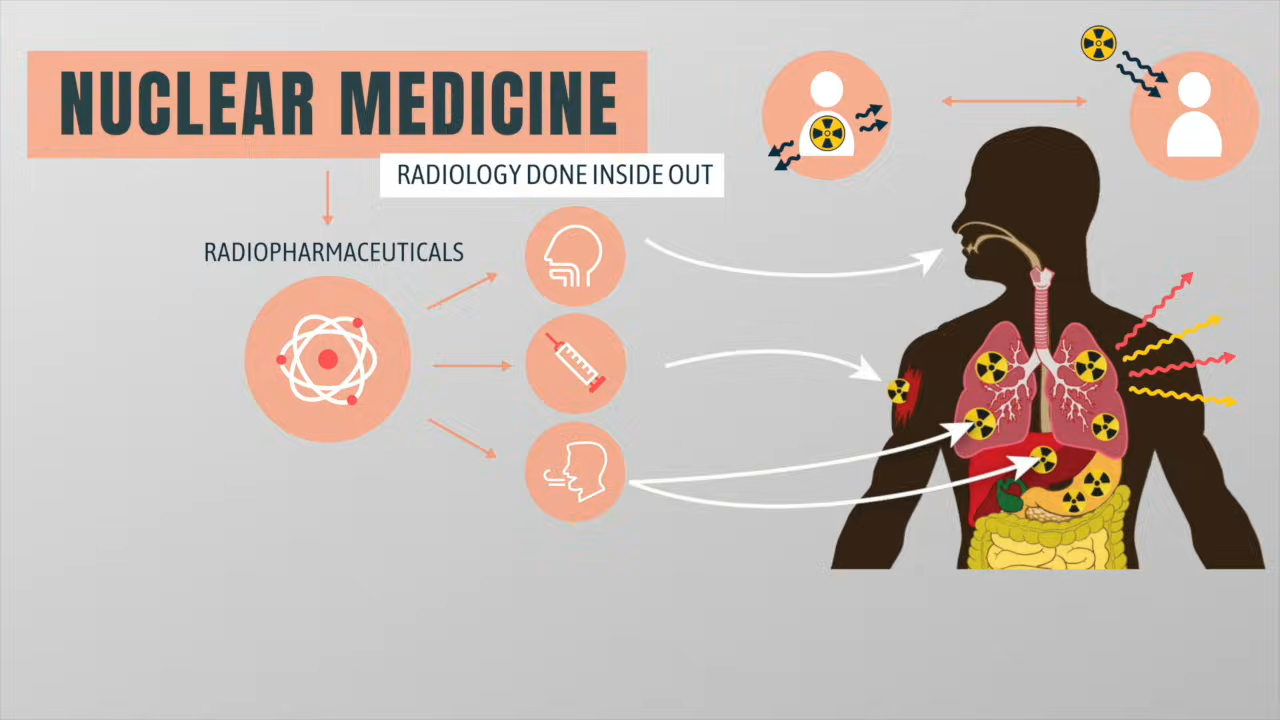 NUCLEAR MEDICINE
RADIOLOGY DONE INSIDE OUT
RADIOPHARMACEUTICALS